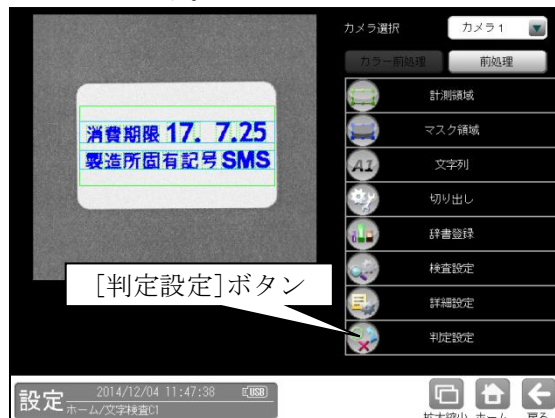 カメラ選択 カメラ1
カラー前処理 前処理
計測領域
マスク領域
文字列
切り出し
辞書登録
検査設定
詳細設定
判定設定
消費期限 17. 7.25
製造所固有記号 SMS
[判定設定]ボタン
設定 2014/12/04 11:47:38 USB
ホーム/文字検査C1
拡大縮小 ホーム 戻る